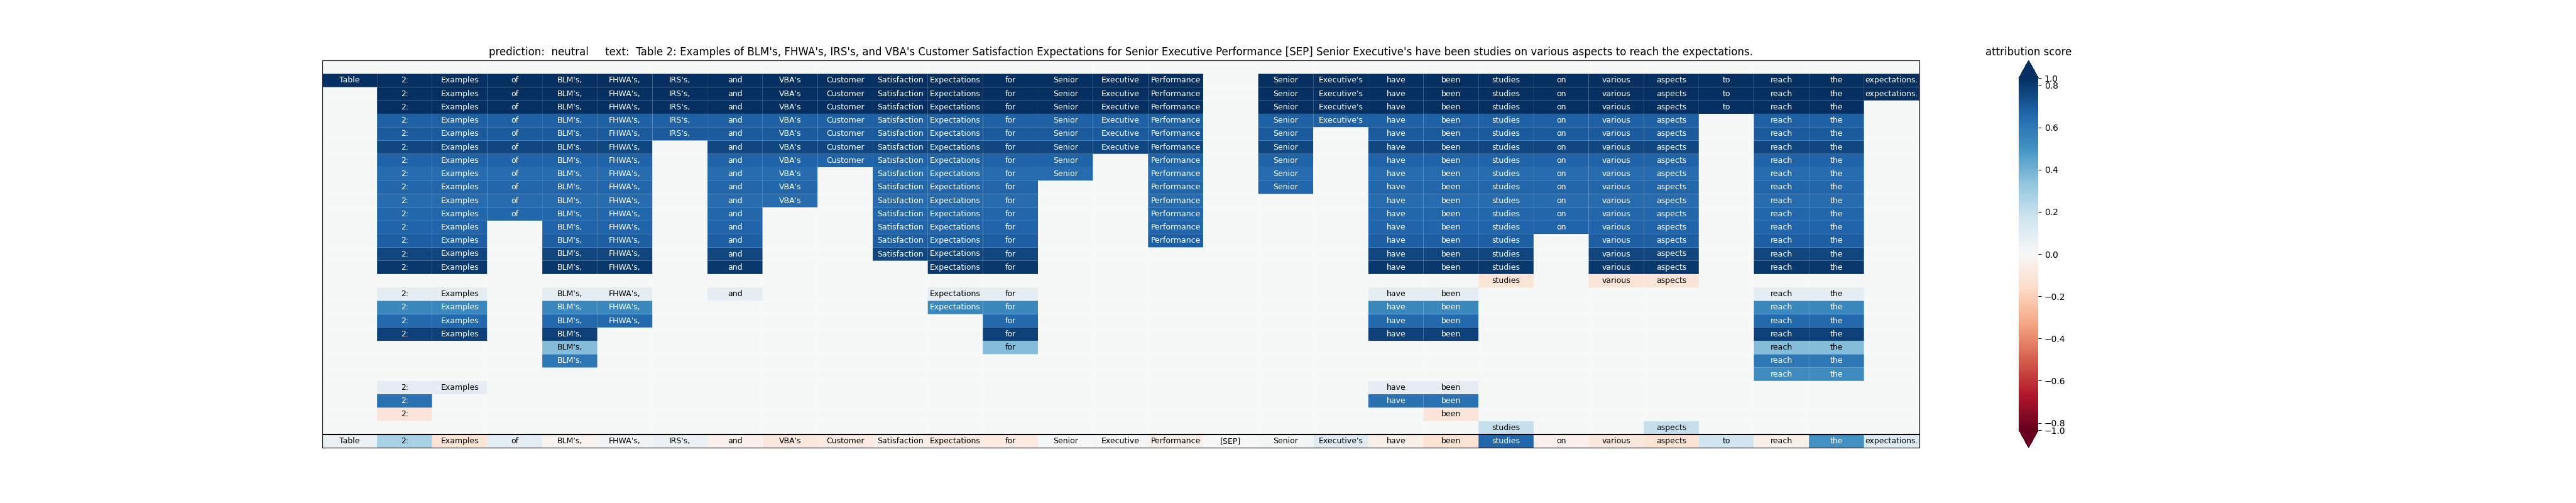 prediction: neutral text: Table 2: Examples of BLM's, FHWA's, IRS's, and VBA's Customer Satisfaction Expectations for Senior Executive Performance [SEP] Senior Executive's have been studies on various aspects to reach the expectations.
attribution score
Table 2: Examples of BLM's, FHWA's, IRS's, and VBA's Customer Satisfaction Expectations for Senior Executive Performance Senior Executive's have been studies on various aspects to reach the expectations.
2: Examples of BLM's, FHWA's, IRS's, and VBA's Customer Satisfaction Expectations for Senior Executive Performance Senior Executive's have been studies on various aspects to reach the expectations.
2: Examples of BLM's, FHWA's, IRS's, and VBA's Customer Satisfaction Expectations for Senior Executive Performance Senior Executive's have been studies on various aspects to reach the
2: Examples of BLM's, FHWA's, IRS's, and VBA's Customer Satisfaction Expectations for Senior Executive Performance Senior Executive's have been studies on various aspects reach the
2: Examples of BLM's, FHWA's, IRS's, and VBA's Customer Satisfaction Expectations for Senior Executive Performance Senior have been studies on various aspects reach the
2: Examples of BLM's, FHWA's, and VBA's Customer Satisfaction Expectations for Senior Executive Performance Senior have been studies on various aspects reach the
2: Examples of BLM's, FHWA's, and VBA's Customer Satisfaction Expectations for Senior Performance Senior have been studies on various aspects reach the
2: Examples of BLM's, FHWA's, and VBA's Satisfaction Expectations for Senior Performance Senior have been studies on various aspects reach the
2: Examples of BLM's, FHWA's, and VBA's Satisfaction Expectations for Performance Senior have been studies on various aspects reach the
2: Examples of BLM's, FHWA's, and VBA's Satisfaction Expectations for Performance have been studies on various aspects reach the
2: Examples of BLM's, FHWA's, and Satisfaction Expectations for Performance have been studies on various aspects reach the
2: Examples BLM's, FHWA's, and Satisfaction Expectations for Performance have been studies on various aspects reach the
2: Examples BLM's, FHWA's, and Satisfaction Expectations for Performance have been studies various aspects reach the
2: Examples BLM's, FHWA's, and Satisfaction Expectations for have been studies various aspects reach the
2: Examples BLM's, FHWA's, and Expectations for have been studies various aspects reach the
studies various aspects
2: Examples BLM's, FHWA's, and Expectations for have been reach the
2: Examples BLM's, FHWA's, Expectations for have been reach the
2: Examples BLM's, FHWA's, for have been reach the
2: Examples BLM's, for have been reach the
BLM's, for reach the
BLM's, reach the
reach the
2: Examples have been
2: have been
2: been
studies aspects
Table 2: Examples of BLM's, FHWA's, IRS's, and VBA's Customer Satisfaction Expectations for Senior Executive Performance [SEP] Senior Executive's have been studies on various aspects to reach the expectations.
1.0
0.8
0.6
0.4
0.2
0.0
−0.2
−0.4
−0.6
−0.8
−1.0